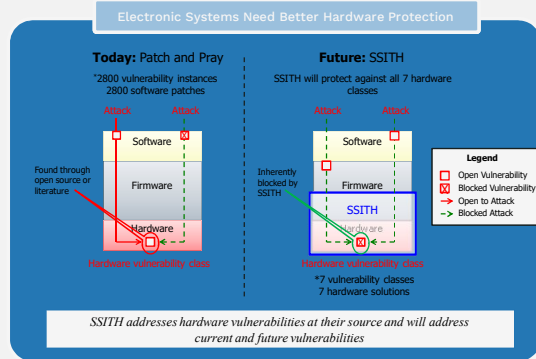 Electronic Systems Need Better Hardware Protection
Today: Patch and Pray
*2800 vulnerability instances
2800 software patches
Attack
Attack
Software
Found through
open source or
literature
Firmware
Hardware
Hardware vulnerability class
Future: SSITH
SSITH will protect against all 7 hardware
classes
Attack
Attack
Software
Inherently
blocked by
SSITH
Firmware
SSITH
Hardware
Hardware vulnerability class
*7 vulnerability classes
7 hardware solutions
Legend
Open Vulnerability
Blocked Vulnerability
Open to Attack
Blocked Attack
SSITH addresses hardware vulnerabilities at their source and will address
current and future vulnerabilities